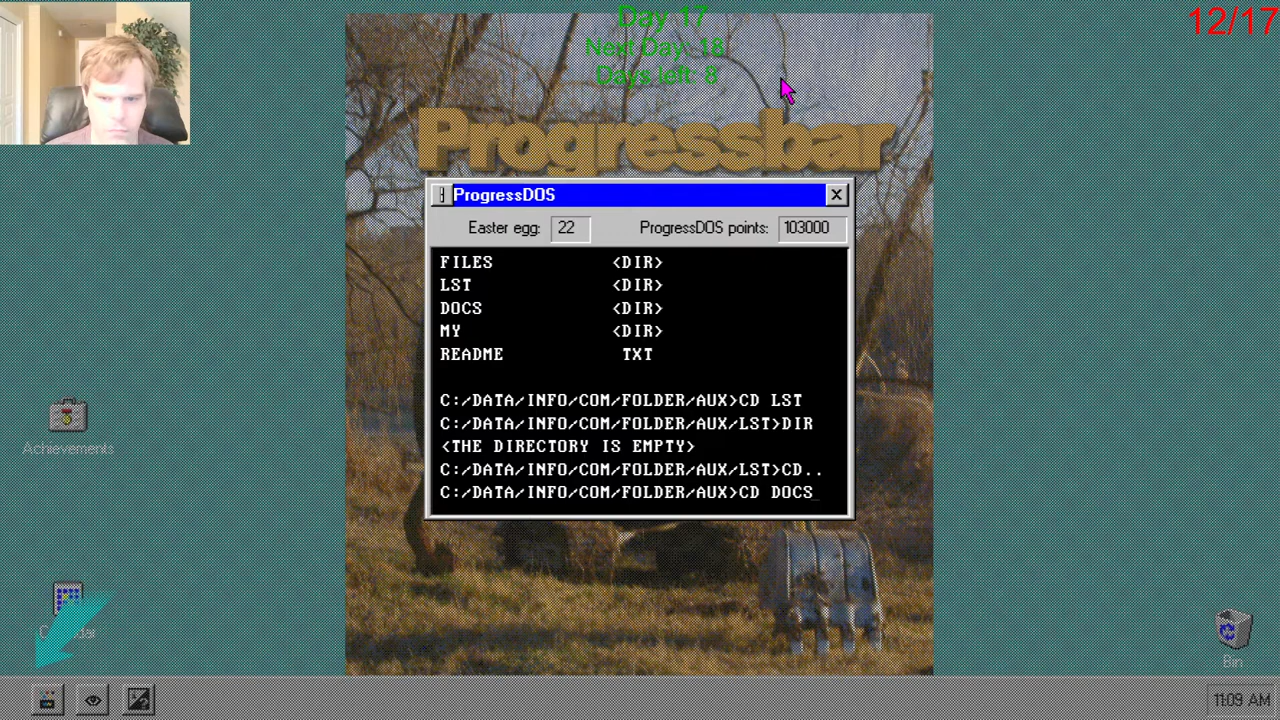 Day 17
Next Day: 18
Days left: 8
12/17
Progressbar
ProgressDOS
Easter egg: 22 ProgressDOS points: 103000
FILES <DIR>
LST <DIR>
DOCS <DIR>
MY <DIR>
README TXT
C:/DATA/INFO/COM/FOLDER/AUX>CD LST
C:/DATA/INFO/COM/FOLDER/AUX/LST>DIR
<THE DIRECTORY IS EMPTY>
C:/DATA/INFO/COM/FOLDER/AUX/LST>CD..
C:/DATA/INFO/COM/FOLDER/AUX>CD DOCS_
Achievements
Bin
11:09 AM